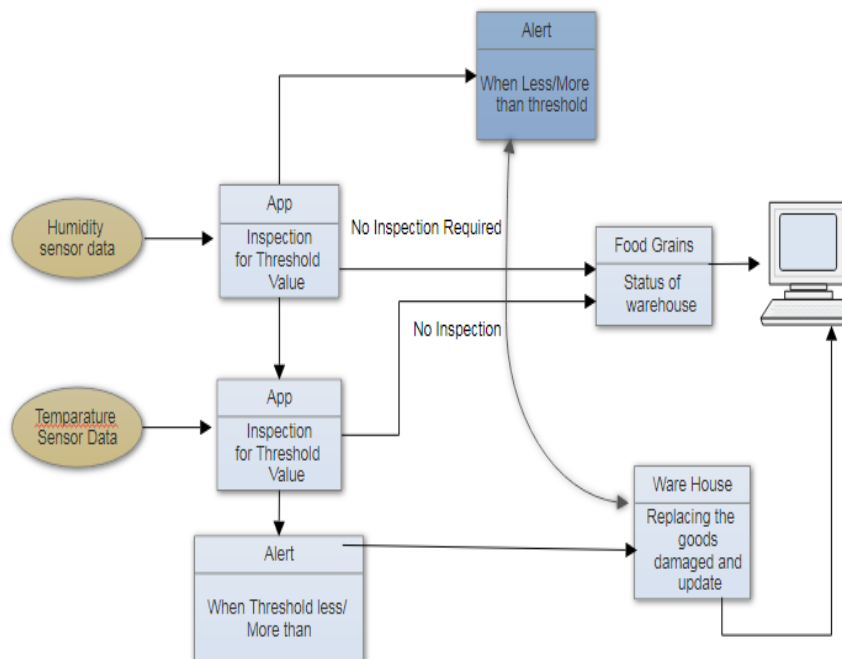 Alert
When Less/More
than threshold
Humidity
sensor data
App
Inspection
for Threshold
Value
No Inspection Required
Food Grains
Status of
warehouse
No Inspection
Temparature
Sensor Data
App
Inspection
for Threshold
Value
Ware House
Replacing the
goods
damaged and
update
Alert
When Threshold less/
More than